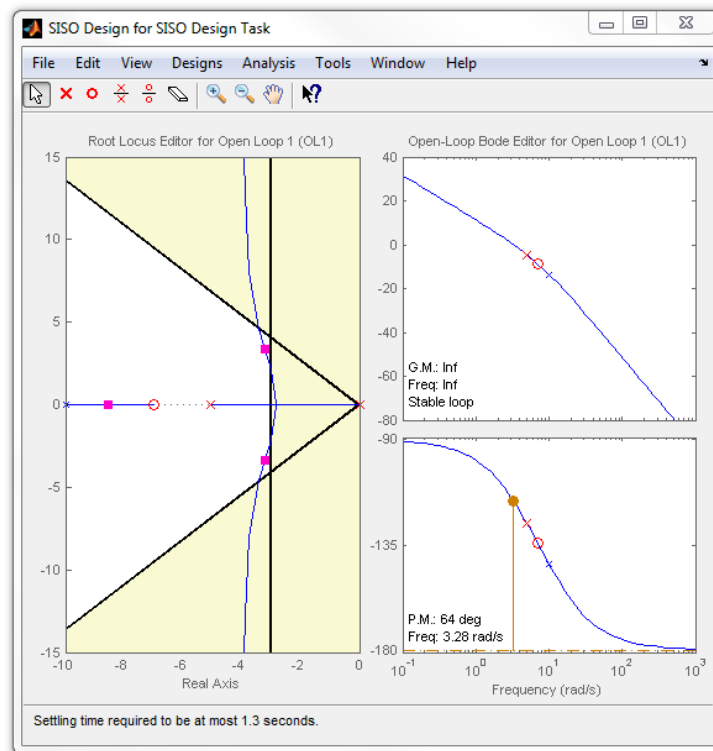 SISO Design for SISO Design Task
File Edit View Designs Analysis Tools Window Help
Root Locus Editor for Open Loop 1 (OL1)
15
10
5
0
-5
-10
-15
-10 -8 -6 -4 -2 0
Real Axis
Open-Loop Bode Editor for Open Loop 1 (OL1)
40
20
0
-20
-40
-60
-80
G.M.: Inf
Freq: Inf
Stable loop
-90
-135
-180
P.M.: 64 deg
Freq: 3.28 rad/s
10^-1 10^0 10^1 10^2 10^3
Frequency (rad/s)
Settling time required to be at most 1.3 seconds.